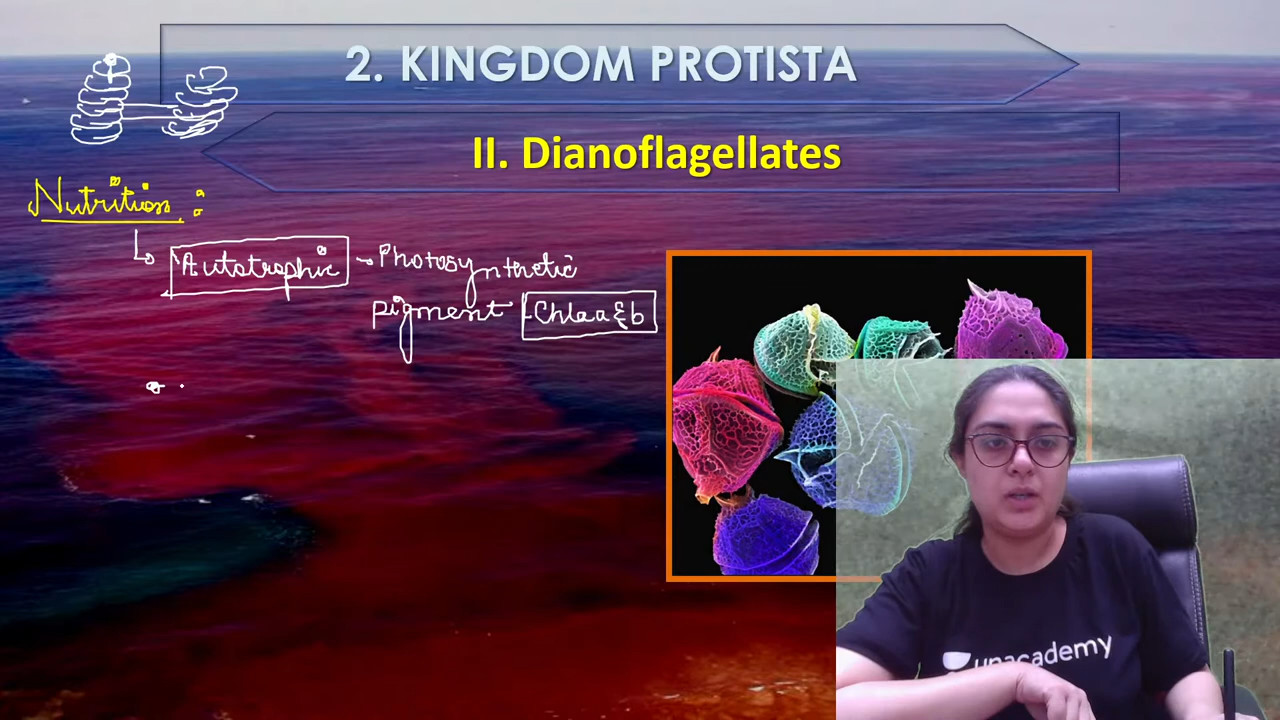 2. KINGDOM PROTISTA
II. Dianoflagellates
Nutrition :
Autotrophic → Photosynthetic
pigment - Chl a & b
unacademy